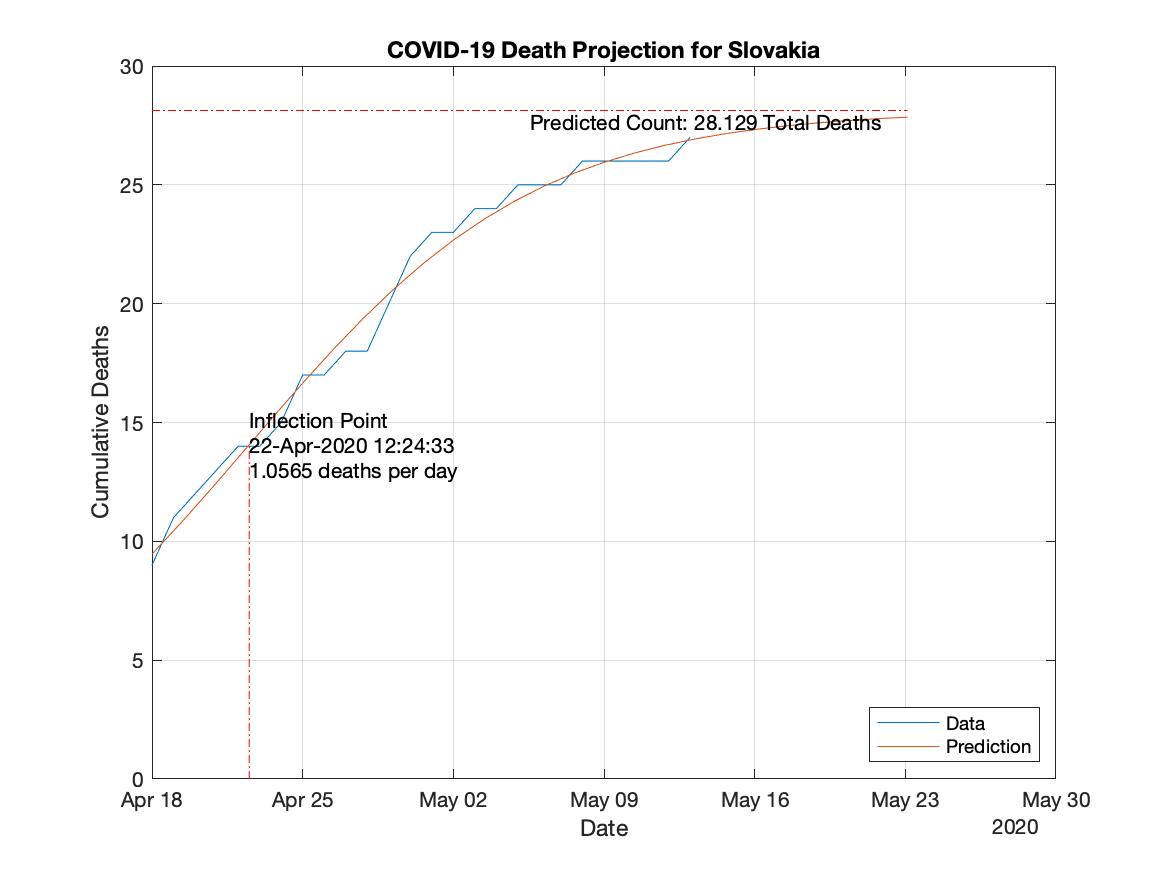 COVID-19 Death Projection for Slovakia
30
Predicted Count: 28.129 Total Deaths
25
20
15
Inflection Point
22-Apr-2020 12:24:33
1.0565 deaths per day
10
5
0
Cumulative Deaths
Data
Prediction
Apr 18 Apr 25 May 02 May 09 May 16 May 23 May 30
Date
2020